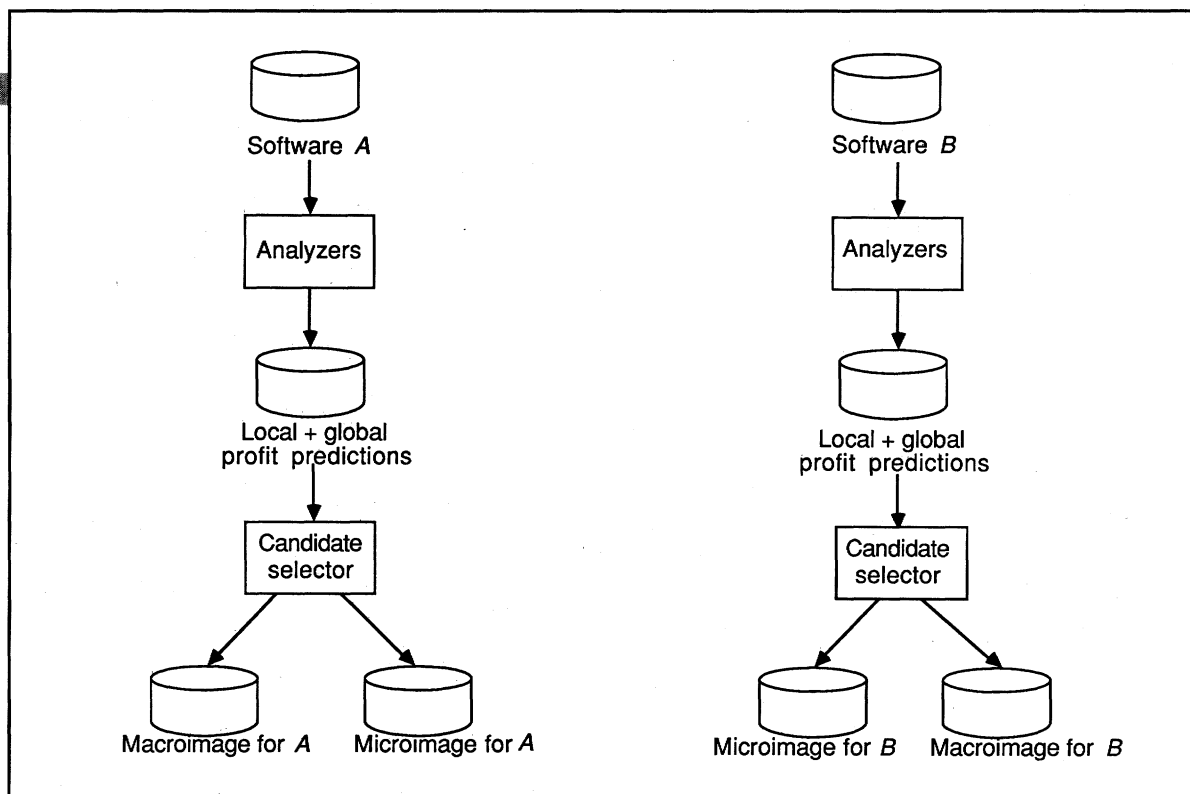 Software A
Analyzers
Local + global
profit predictions
Candidate
selector
Macroimage for A
Microimage for A
Software B
Analyzers
Local + global
profit predictions
Candidate
selector
Microimage for B
Macroimage for B